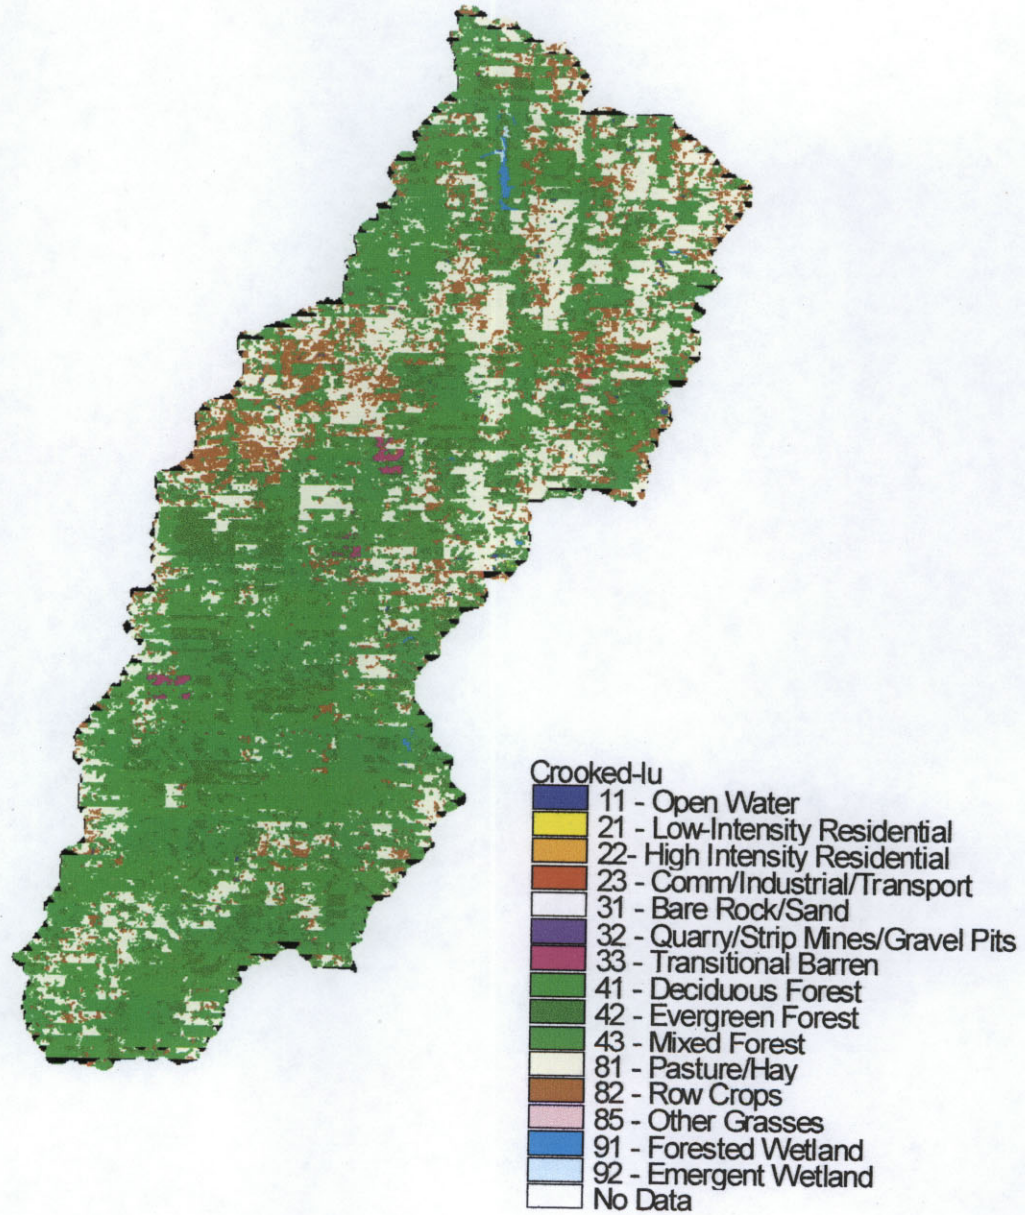 Crooked-lu
11 - Open Water
21 - Low-Intensity Residential
22- High Intensity Residential
23 - Comm/Industrial/Transport
31 - Bare Rock/Sand
32 - Quarry/Strip Mines/Gravel Pits
33 - Transitional Barren
41 - Deciduous Forest
42 - Evergreen Forest
43 - Mixed Forest
81 - Pasture/Hay
82 - Row Crops
85 - Other Grasses
91 - Forested Wetland
92 - Emergent Wetland
No Data